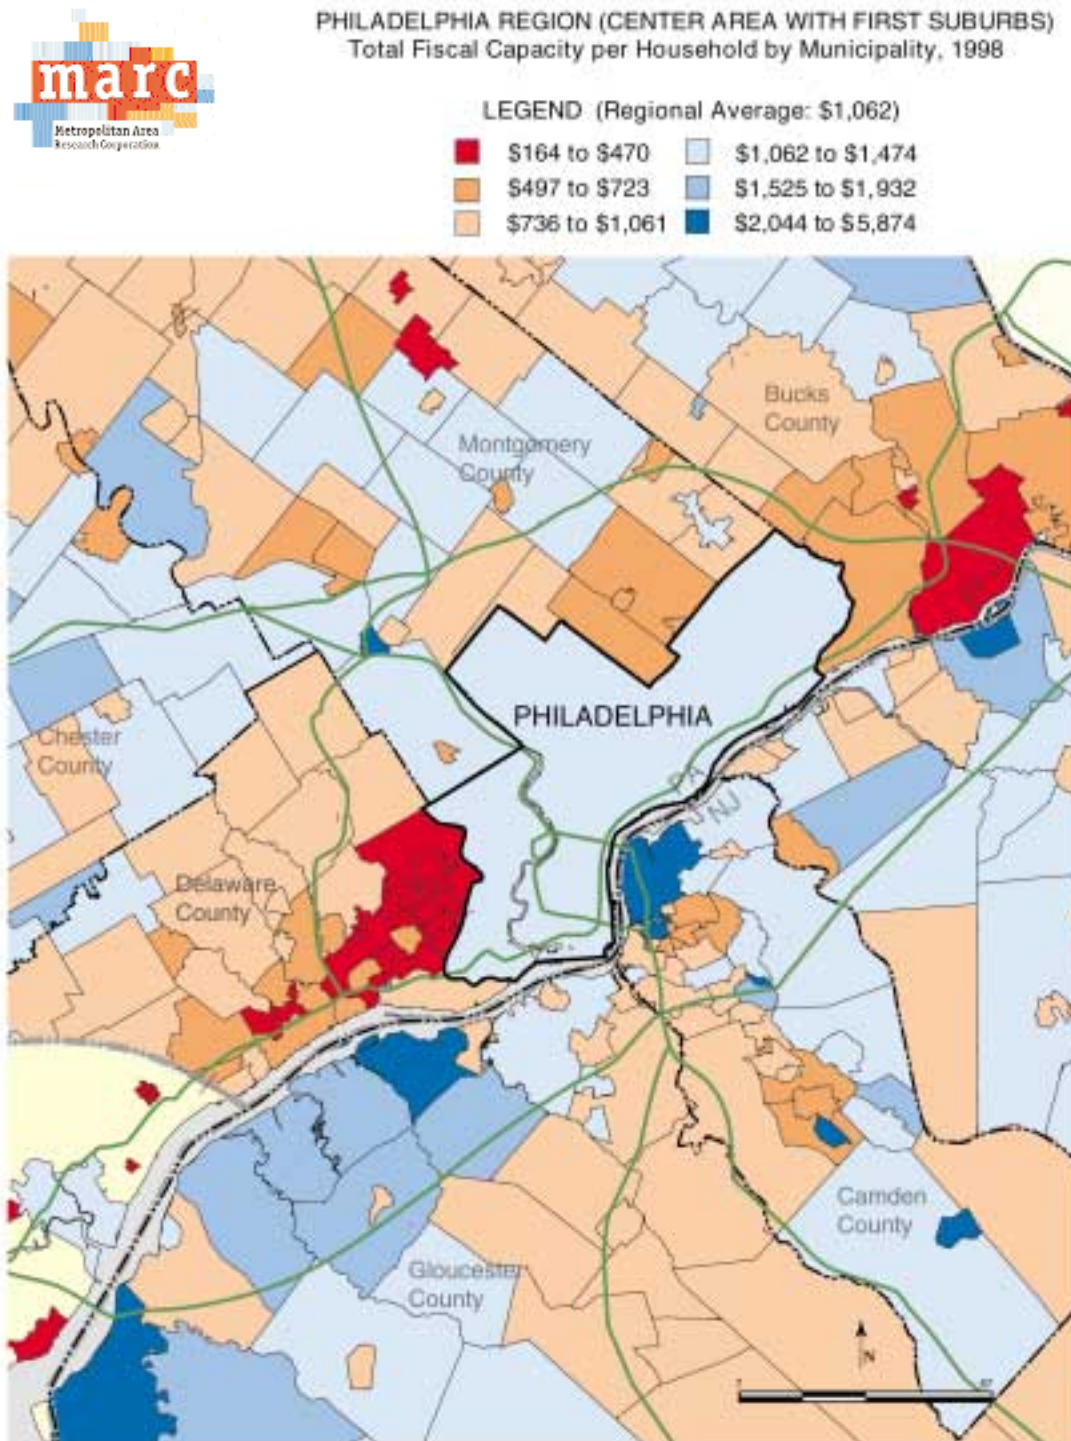 PHILADELPHIA REGION (CENTER AREA WITH FIRST SUBURBS)
Total Fiscal Capacity per Household by Municipality, 1998
marc
Metropolitan Area
Research Corporation
LEGEND (Regional Average: $1,062)
$164 to $470
$1,062 to $1,474
$497 to $723
$1,525 to $1,932
$736 to $1,061
$2,044 to $5,874
Bucks
County
Montgomery
County
PHILADELPHIA
Chester
County
PA
NJ
Delaware
County
Camden
County
Gloucester
County
N